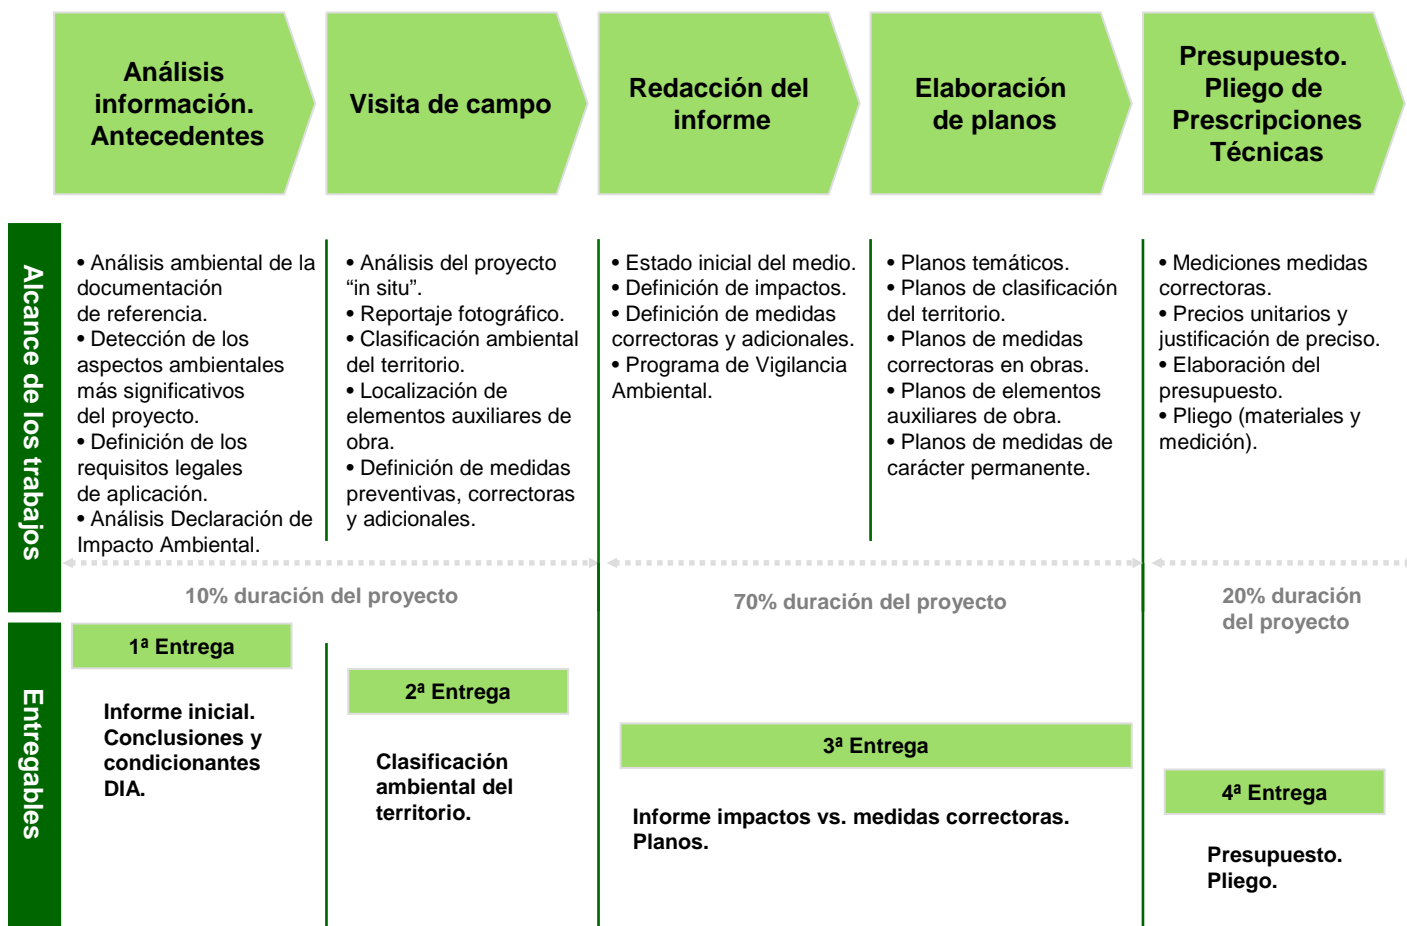 Análisis
información.
Antecedentes
Visita de campo
Redacción del
informe
Elaboración
de planos
Presupuesto.
Pliego de
Prescripciones
Técnicas
Alcance de los trabajos
• Análisis ambiental de la
documentación
de referencia.
• Detección de los
aspectos ambientales
más significativos
del proyecto.
• Definición de los
requisitos legales
de aplicación.
• Análisis Declaración de
Impacto Ambiental.
• Análisis del proyecto
“in situ”.
• Reportaje fotográfico.
• Clasificación ambiental
del territorio.
• Localización de
elementos auxiliares de
obra.
• Definición de medidas
preventivas, correctoras
y adicionales.
• Estado inicial del medio.
• Definición de impactos.
• Definición de medidas
correctoras y adicionales.
• Programa de Vigilancia
Ambiental.
• Planos temáticos.
• Planos de clasificación
del territorio.
• Planos de medidas
correctoras en obras.
• Planos de elementos
auxiliares de obra.
• Planos de medidas de
carácter permanente.
• Mediciones medidas
correctoras.
• Precios unitarios y
justificación de preciso.
• Elaboración del
presupuesto.
• Pliego (materiales y
medición).
10% duración del proyecto
70% duración del proyecto
20% duración
del proyecto
Entregables
1ª Entrega
Informe inicial.
Conclusiones y
condicionantes
DIA.
2ª Entrega
Clasificación
ambiental del
territorio.
3ª Entrega
Informe impactos vs. medidas correctoras.
Planos.
4ª Entrega
Presupuesto.
Pliego.